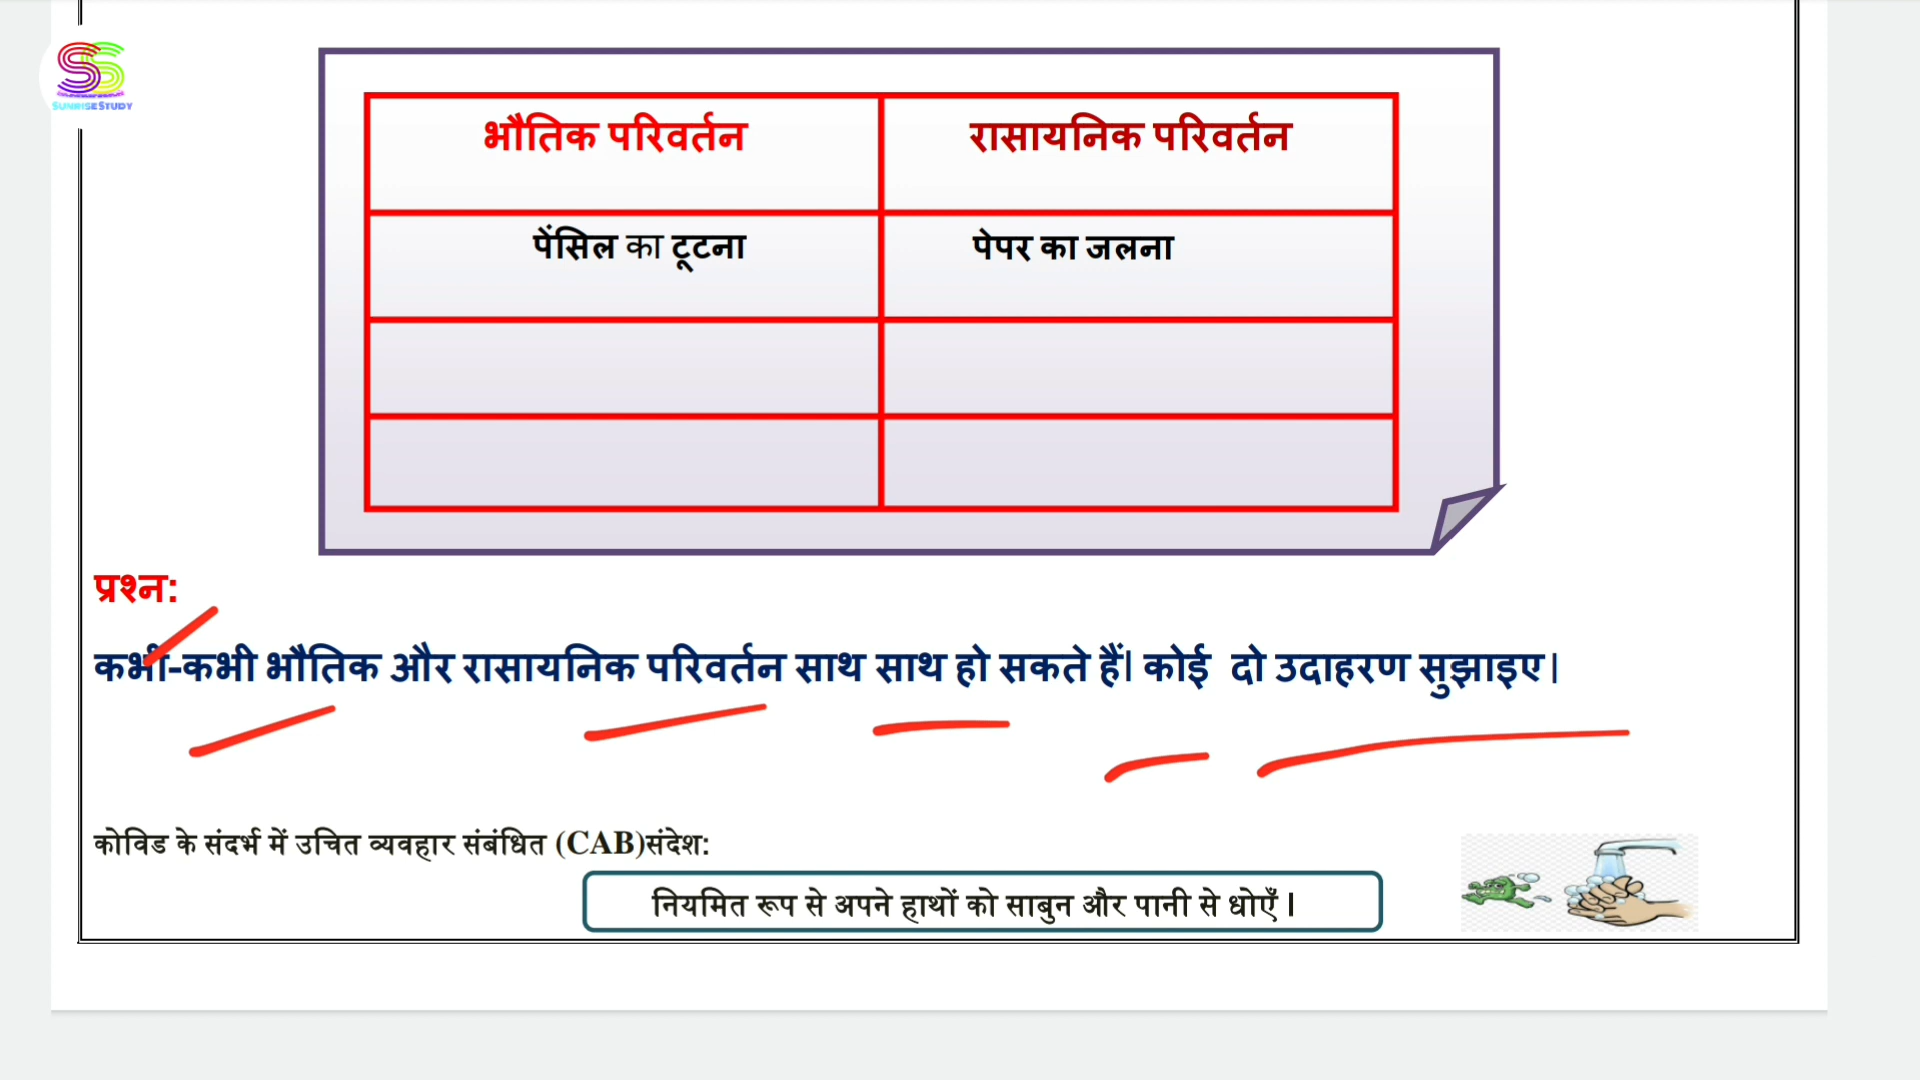 SUNRISE STUDY
भौतिक परिवर्तन रासायनिक परिवर्तन
पेंसिल का टूटना पेपर का जलना
प्रश्न:
कभी-कभी भौतिक और रासायनिक परिवर्तन साथ साथ हो सकते हैं। कोई दो उदाहरण सुझाइए।
कोविड के संदर्भ में उचित व्यवहार संबंधित (CAB)संदेश:
नियमित रूप से अपने हाथों को साबुन और पानी से धोएँ ।